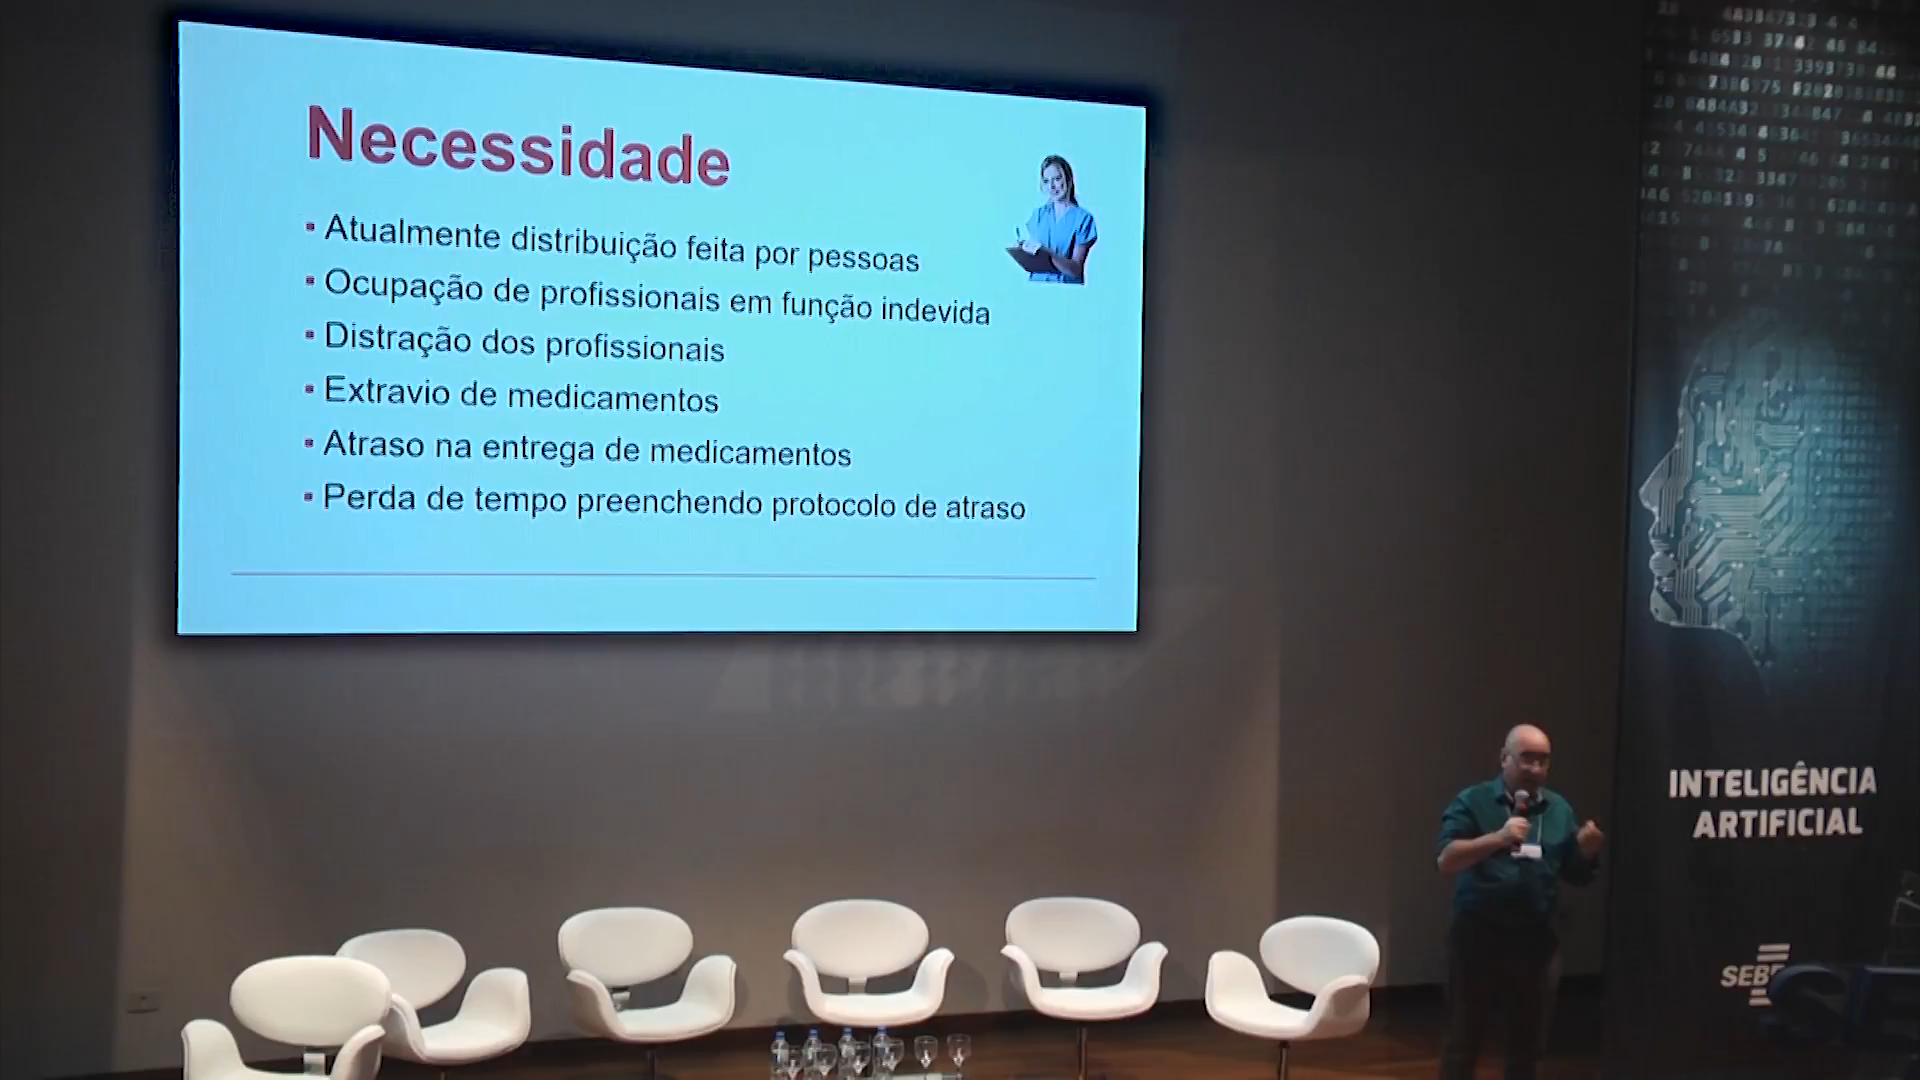 Necessidade
▪ Atualmente distribuição feita por pessoas
▪ Ocupação de profissionais em função indevida
▪ Distração dos profissionais
▪ Extravio de medicamentos
▪ Atraso na entrega de medicamentos
▪ Perda de tempo preenchendo protocolo de atraso
INTELIGÊNCIA
ARTIFICIAL